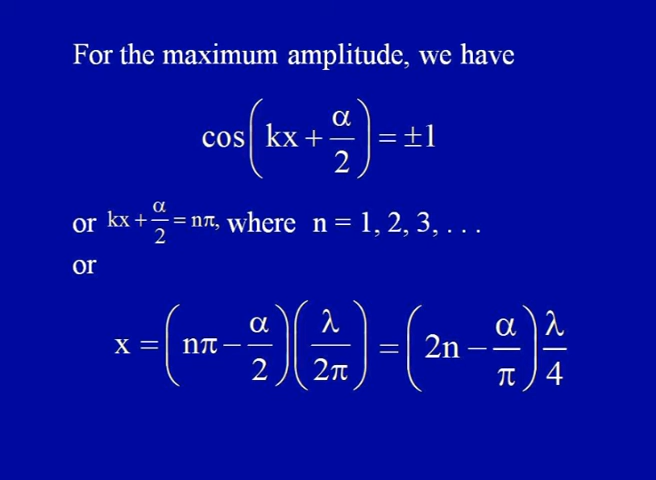 For the maximum amplitude, we have
cos(kx + α/2) = ±1
or kx + α/2 = nπ, where n = 1, 2, 3, . . .
or
x = (nπ − α/2)(λ/2π) = (2n − α/π) λ/4